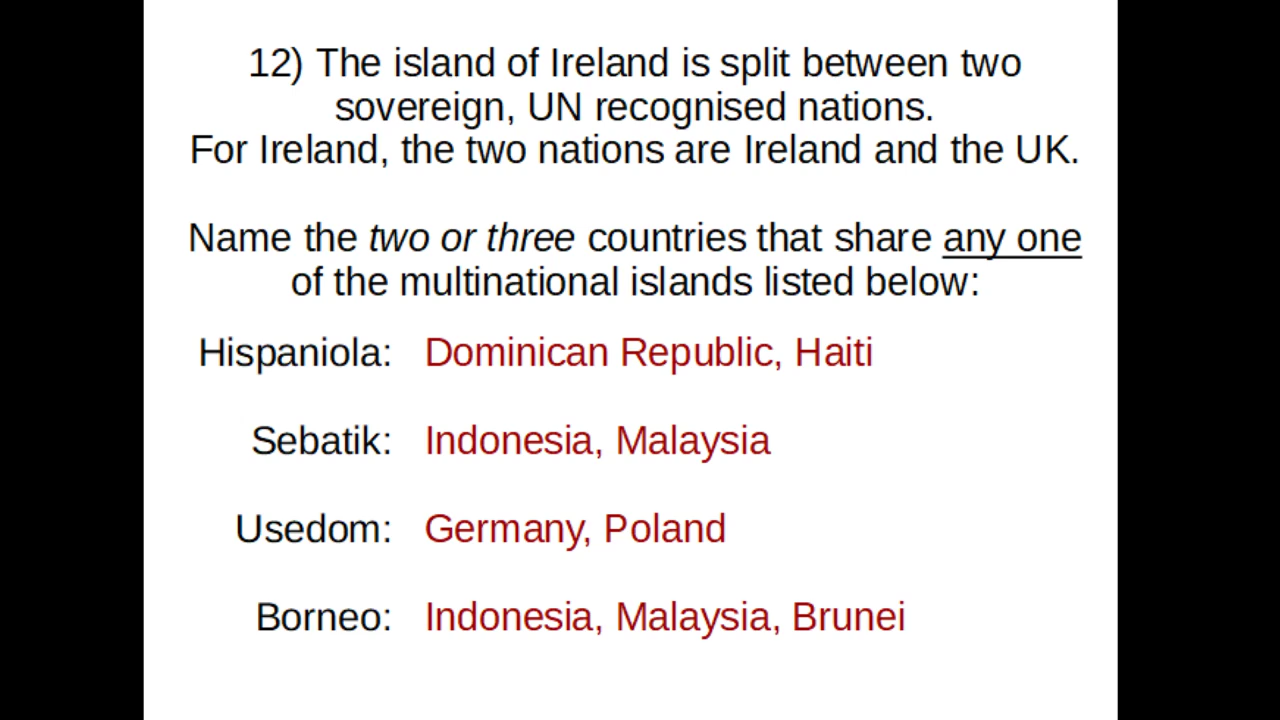 12) The island of Ireland is split between two
sovereign, UN recognised nations.
For Ireland, the two nations are Ireland and the UK.
Name the two or three countries that share any one
of the multinational islands listed below:
Hispaniola: Dominican Republic, Haiti
Sebatik: Indonesia, Malaysia
Usedom: Germany, Poland
Borneo: Indonesia, Malaysia, Brunei